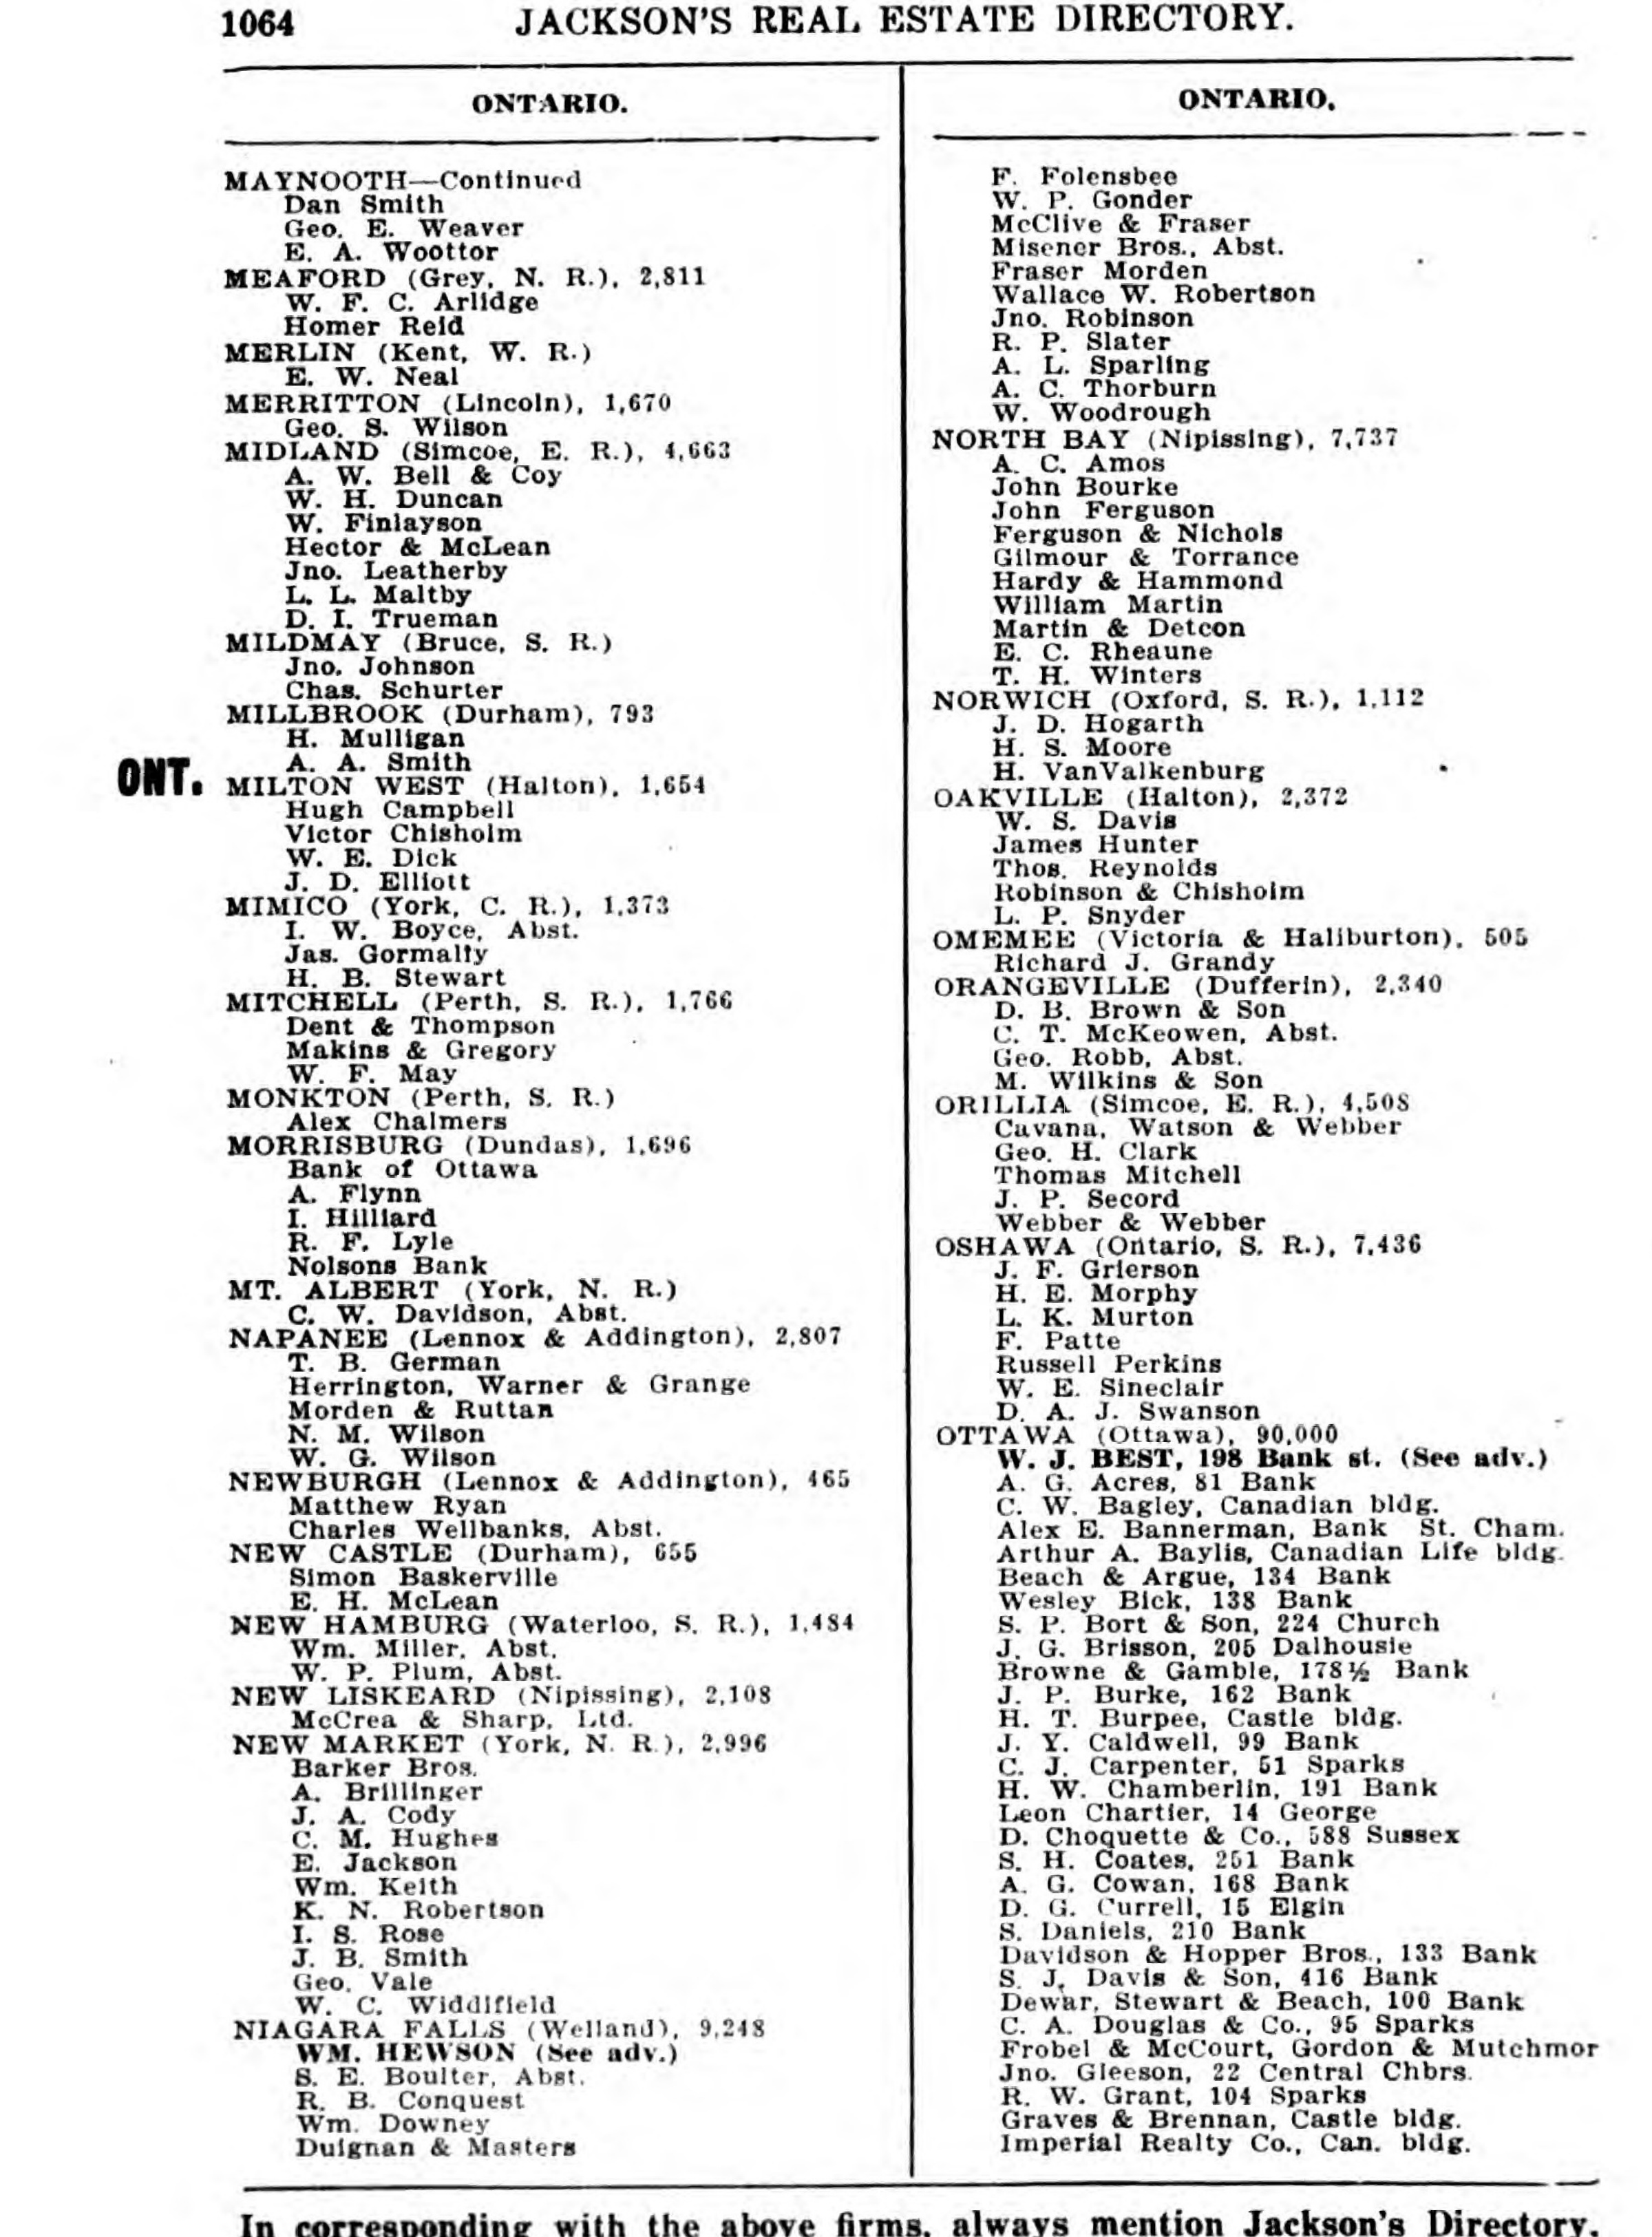 1064 JACKSON'S REAL ESTATE DIRECTORY.
ONTARIO.
MAYNOOTH—Continued
Dan Smith
Geo. E. Weaver
E. A. Woottor
MEAFORD (Grey, N. R.), 2,811
W. F. C. Arlidge
Homer Reid
MERLIN (Kent, W. R.)
E. W. Neal
MERRITTON (Lincoln), 1,670
Geo. S. Wilson
MIDLAND (Simcoe, E. R.), 4,663
A. W. Bell & Coy
W. H. Duncan
W. Finlayson
Hector & McLean
Jno. Leatherby
L. L. Maltby
D. I. Trueman
MILDMAY (Bruce, S. R.)
Jno. Johnson
Chas. Schurter
MILLBROOK (Durham), 793
H. Mulligan
A. A. Smith
ONT.
MILTON WEST (Halton), 1,654
Hugh Campbell
Victor Chisholm
W. E. Dick
J. D. Elliott
MIMICO (York, C. R.), 1,373
I. W. Boyce, Abst.
Jas. Gormally
H. B. Stewart
MITCHELL (Perth, S. R.), 1,766
Dent & Thompson
Makins & Gregory
W. F. May
MONKTON (Perth, S. R.)
Alex Chalmers
MORRISBURG (Dundas), 1,696
Bank of Ottawa
A. Flynn
I. Hilliard
R. F. Lyle
Nolsons Bank
MT. ALBERT (York, N. R.)
C. W. Davidson, Abst.
NAPANEE (Lennox & Addington), 2,807
T. B. German
Herrington, Warner & Grange
Morden & Ruttan
N. M. Wilson
W. G. Wilson
NEWBURGH (Lennox & Addington), 465
Matthew Ryan
Charles Wellbanks, Abst.
NEW CASTLE (Durham), 655
Simon Baskerville
E. H. McLean
NEW HAMBURG (Waterloo, S. R.), 1,484
Wm. Miller, Abst.
W. P. Plum, Abst.
NEW LISKEARD (Nipissing), 2,108
McCrea & Sharp, Ltd.
NEW MARKET (York, N. R.), 2,996
Barker Bros.
A. Brillinger
J. A. Cody
C. M. Hughes
E. Jackson
Wm. Keith
K. N. Robertson
I. S. Rose
J. B. Smith
Geo. Vale
W. C. Widdifield
NIAGARA FALLS (Welland), 9,248
WM. HEWSON (See adv.)
S. E. Boulter, Abst.
R. B. Conquest
Wm. Downey
Duignan & Masters
ONTARIO.
F. Folensbee
W. P. Gonder
McClive & Fraser
Misener Bros., Abst.
Fraser Morden
Wallace W. Robertson
Jno. Robinson
R. P. Slater
A. L. Sparling
A. C. Thorburn
W. Woodrough
NORTH BAY (Nipissing), 7,737
A. C. Amos
John Bourke
John Ferguson
Ferguson & Nichols
Gilmour & Torrance
Hardy & Hammond
William Martin
Martin & Detcon
E. C. Rheaune
T. H. Winters
NORWICH (Oxford, S. R.), 1,112
J. D. Hogarth
H. S. Moore
H. VanValkenburg
OAKVILLE (Halton), 2,372
W. S. Davis
James Hunter
Thos. Reynolds
Robinson & Chisholm
L. P. Snyder
OMEMEE (Victoria & Haliburton), 505
Richard J. Grandy
ORANGEVILLE (Dufferin), 2,340
D. B. Brown & Son
C. T. McKeowen, Abst.
Geo. Robb, Abst.
M. Wilkins & Son
ORILLIA (Simcoe, E. R.), 4,508
Cavana, Watson & Webber
Geo. H. Clark
Thomas Mitchell
J. P. Secord
Webber & Webber
OSHAWA (Ontario, S. R.), 7,436
J. F. Grierson
H. E. Morphy
L. K. Murton
F. Patte
Russell Perkins
W. E. Sineclair
D. A. J. Swanson
OTTAWA (Ottawa), 90,000
W. J. BEST, 198 Bank st. (See adv.)
A. G. Acres, 81 Bank
C. W. Bagley, Canadian bldg.
Alex E. Bannerman, Bank St. Cham.
Arthur A. Baylis, Canadian Life bldg.
Beach & Argue, 134 Bank
Wesley Bick, 138 Bank
S. P. Bort & Son, 224 Church
J. G. Brisson, 205 Dalhousie
Browne & Gamble, 178½ Bank
J. P. Burke, 162 Bank
H. T. Burpee, Castle bldg.
J. Y. Caldwell, 99 Bank
C. J. Carpenter, 51 Sparks
H. W. Chamberlin, 191 Bank
Leon Chartier, 14 George
D. Choquette & Co., 588 Sussex
S. H. Coates, 251 Bank
A. G. Cowan, 168 Bank
D. G. Currell, 15 Elgin
S. Daniels, 210 Bank
Davidson & Hopper Bros., 133 Bank
S. J. Davis & Son, 416 Bank
Dewar, Stewart & Beach, 100 Bank
C. A. Douglas & Co., 95 Sparks
Frobel & McCourt, Gordon & Mutchmor
Jno. Gleeson, 22 Central Chbrs.
R. W. Grant, 104 Sparks
Graves & Brennan, Castle bldg.
Imperial Realty Co., Can. bldg.
In corresponding with the above firms, always mention Jackson's Directory.